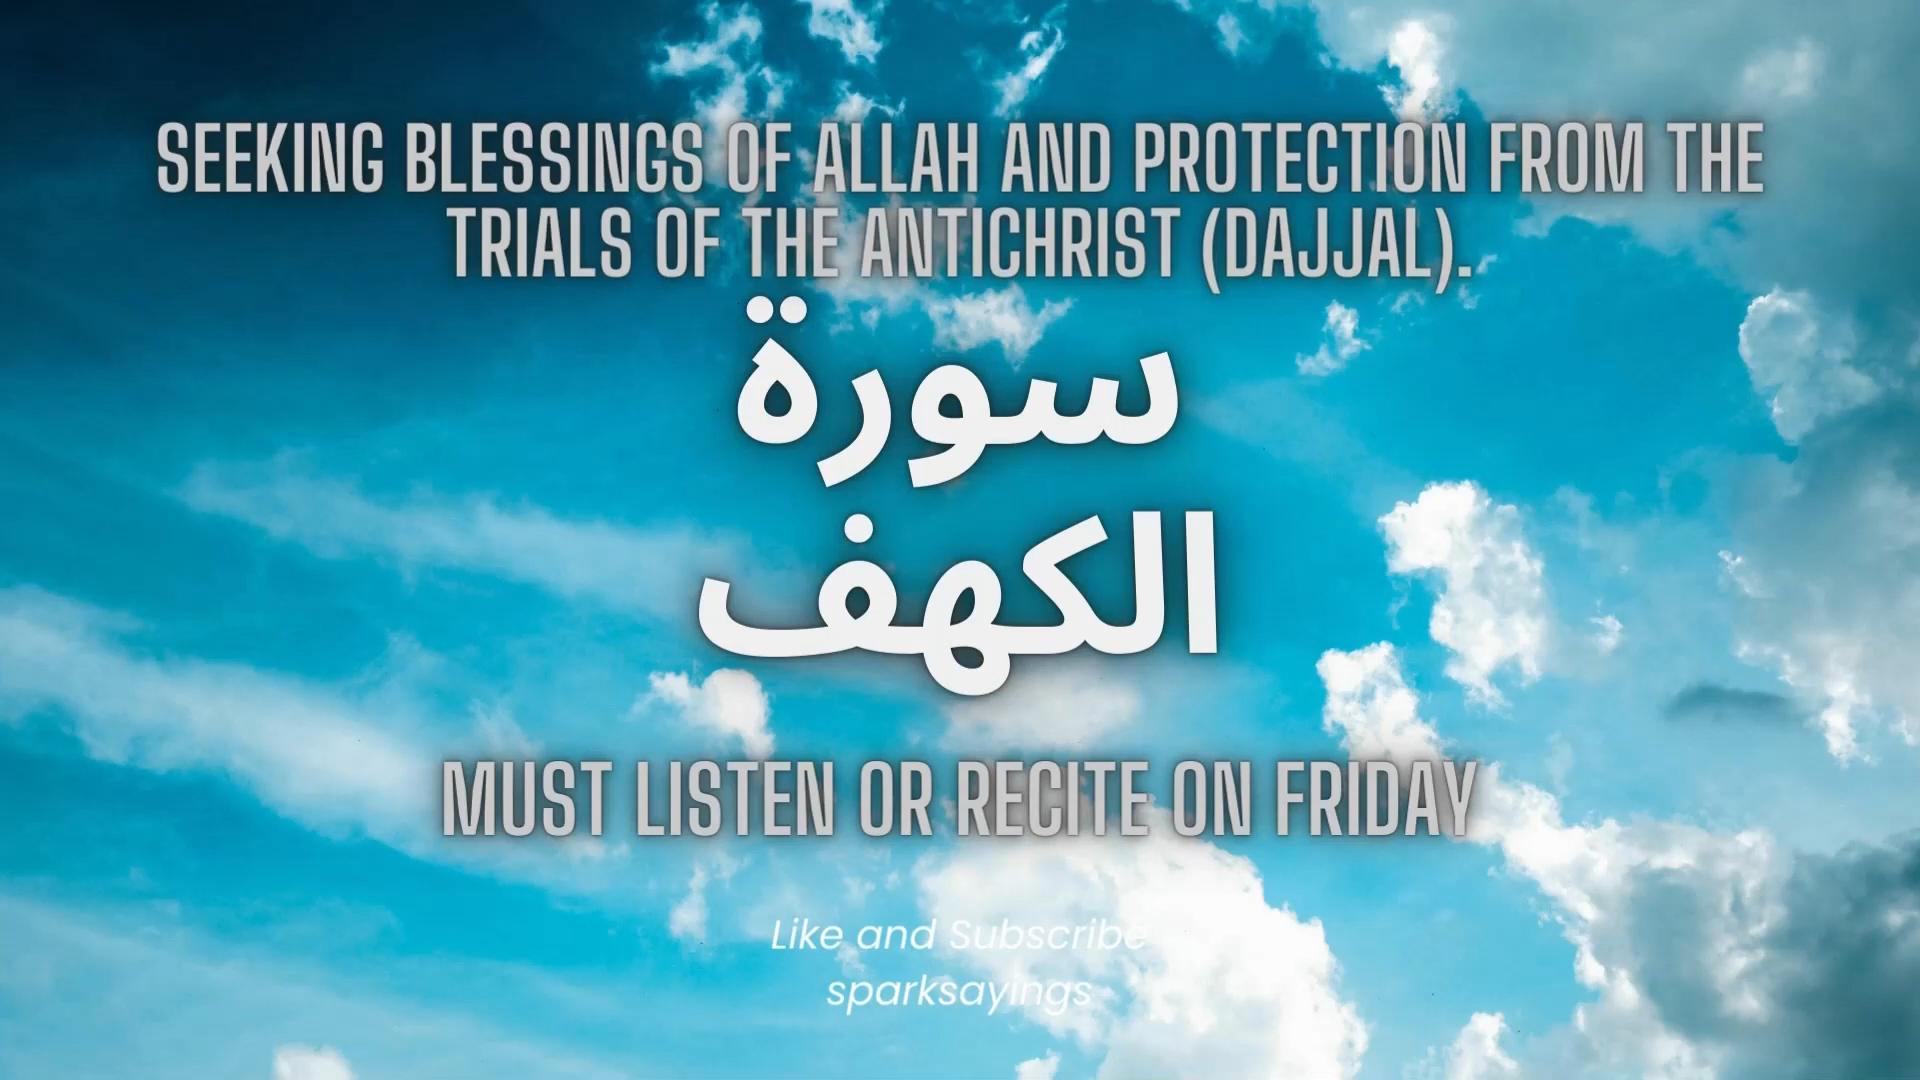 SEEKING BLESSINGS OF ALLAH AND PROTECTION FROM THE
TRIALS OF THE ANTICHRIST (DAJJAL).
سورة
الكهف
MUST LISTEN OR RECITE ON FRIDAY
Like and Subscribe
sparksayings